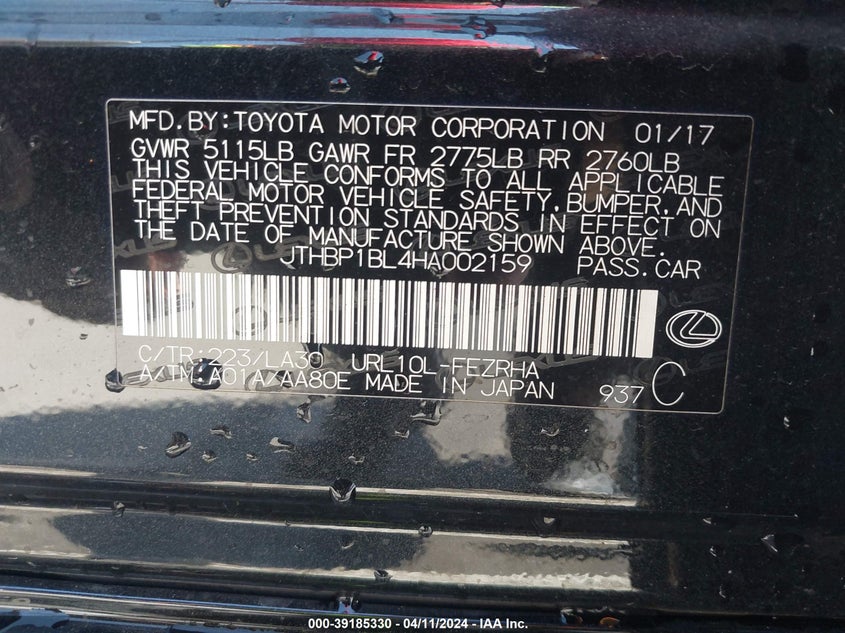 MFD.BY:TOYOTA MOTOR CORPORATION 01/17
GVWR 5115LB GAWR FR 2775LB RR 2760LB
THIS VEHICLE CONFORMS TO ALL APPLICABLE
FEDERAL MOTOR VEHICLE SAFETY,BUMPER,AND
THEFT PREVENTION STANDARDS IN EFFECT ON
THE DATE OF MANUFACTURE SHOWN ABOVE.
JTHBP1BL4HA002159 PASS.CAR
C/TR 223/LA30 URL10L-FEZRHA
A/TM A01A/AA80E MADE IN JAPAN 937 C
000-39185330 - 04/11/2024 - IAA Inc.